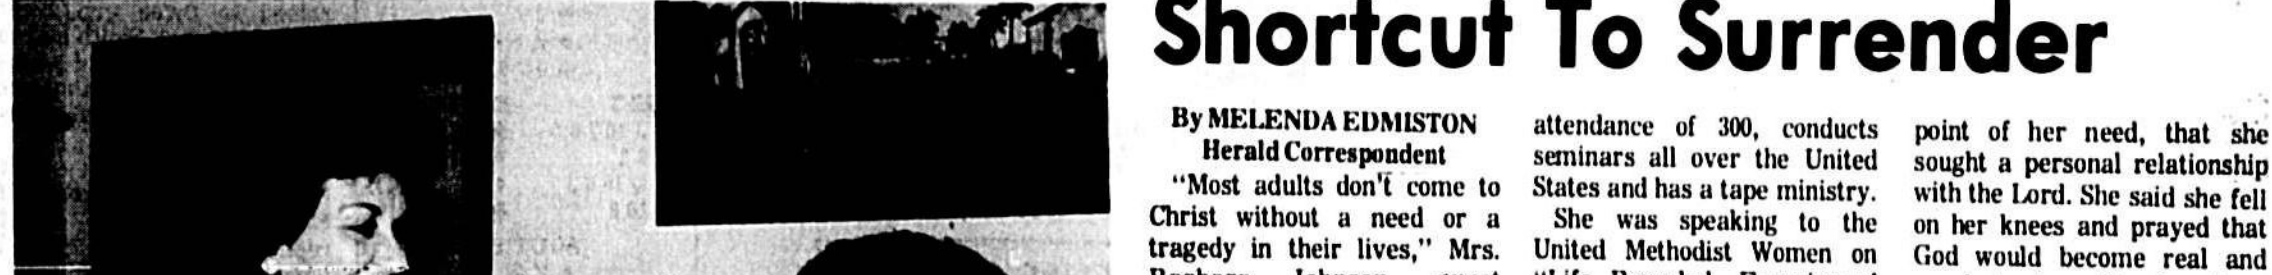 Shortcut To Surrender
By MELENDA EDMISTON
Herald Correspondent
"Most adults don't come to
Christ without a need or a
tragedy in their lives," Mrs.
attendance of 300, conducts
seminars all over the United
States and has a tape ministry.
She was speaking to the
United Methodist Women on
point of her need, that she
sought a personal relationship
with the Lord. She said she fell
on her knees and prayed that
God would become real and